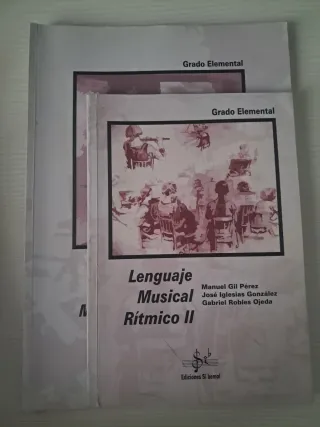 Grado Elemental
Grado Elemental
Lenguaje
Musical
Rítmico II
Manuel Gil Pérez
José Iglesias González
Gabriel Robles Ojeda
M
Ediciones Si bemol